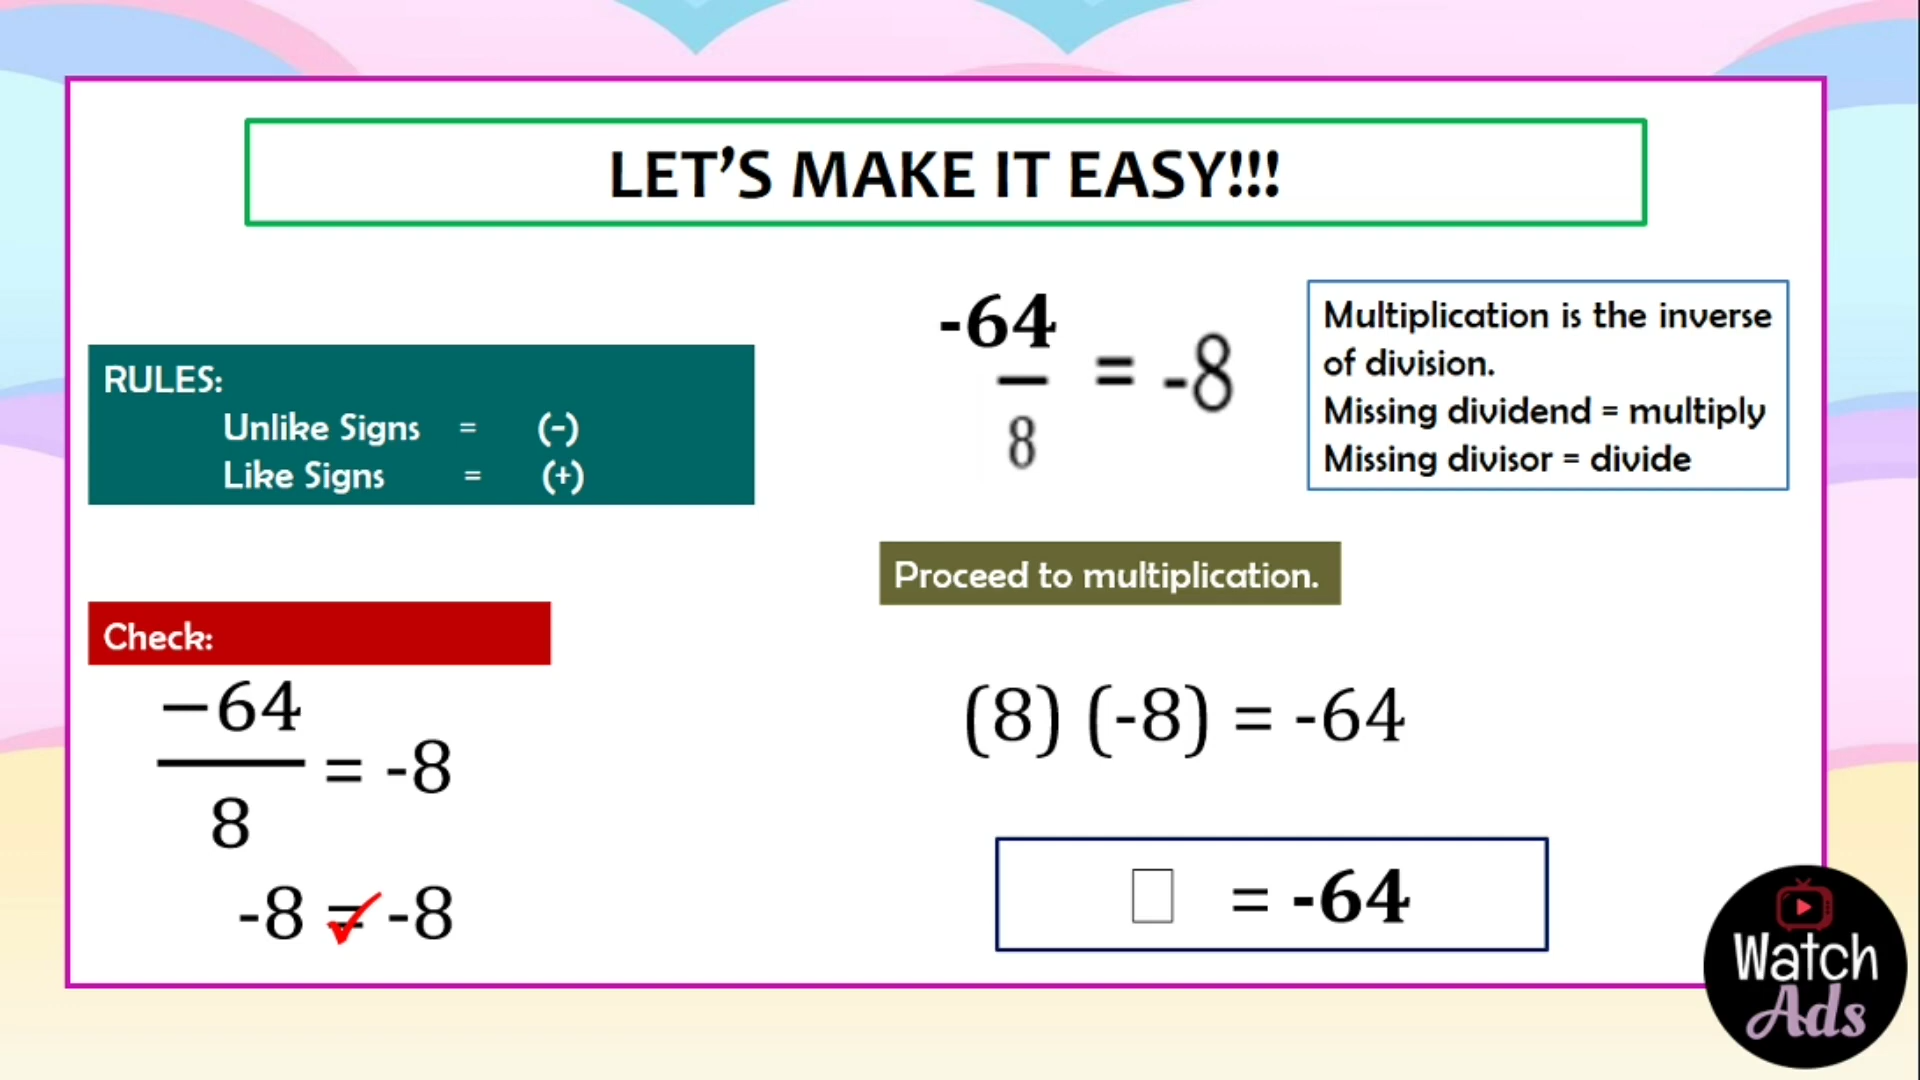 LET'S MAKE IT EASY!!!
RULES:
Unlike Signs = (-)
Like Signs = (+)
-64
—
8
= -8
Multiplication is the inverse
of division.
Missing dividend = multiply
Missing divisor = divide
Proceed to multiplication.
(8) (-8) = -64
□ = -64
Check:
−64
8
= -8
-8 = -8
Watch
Ads